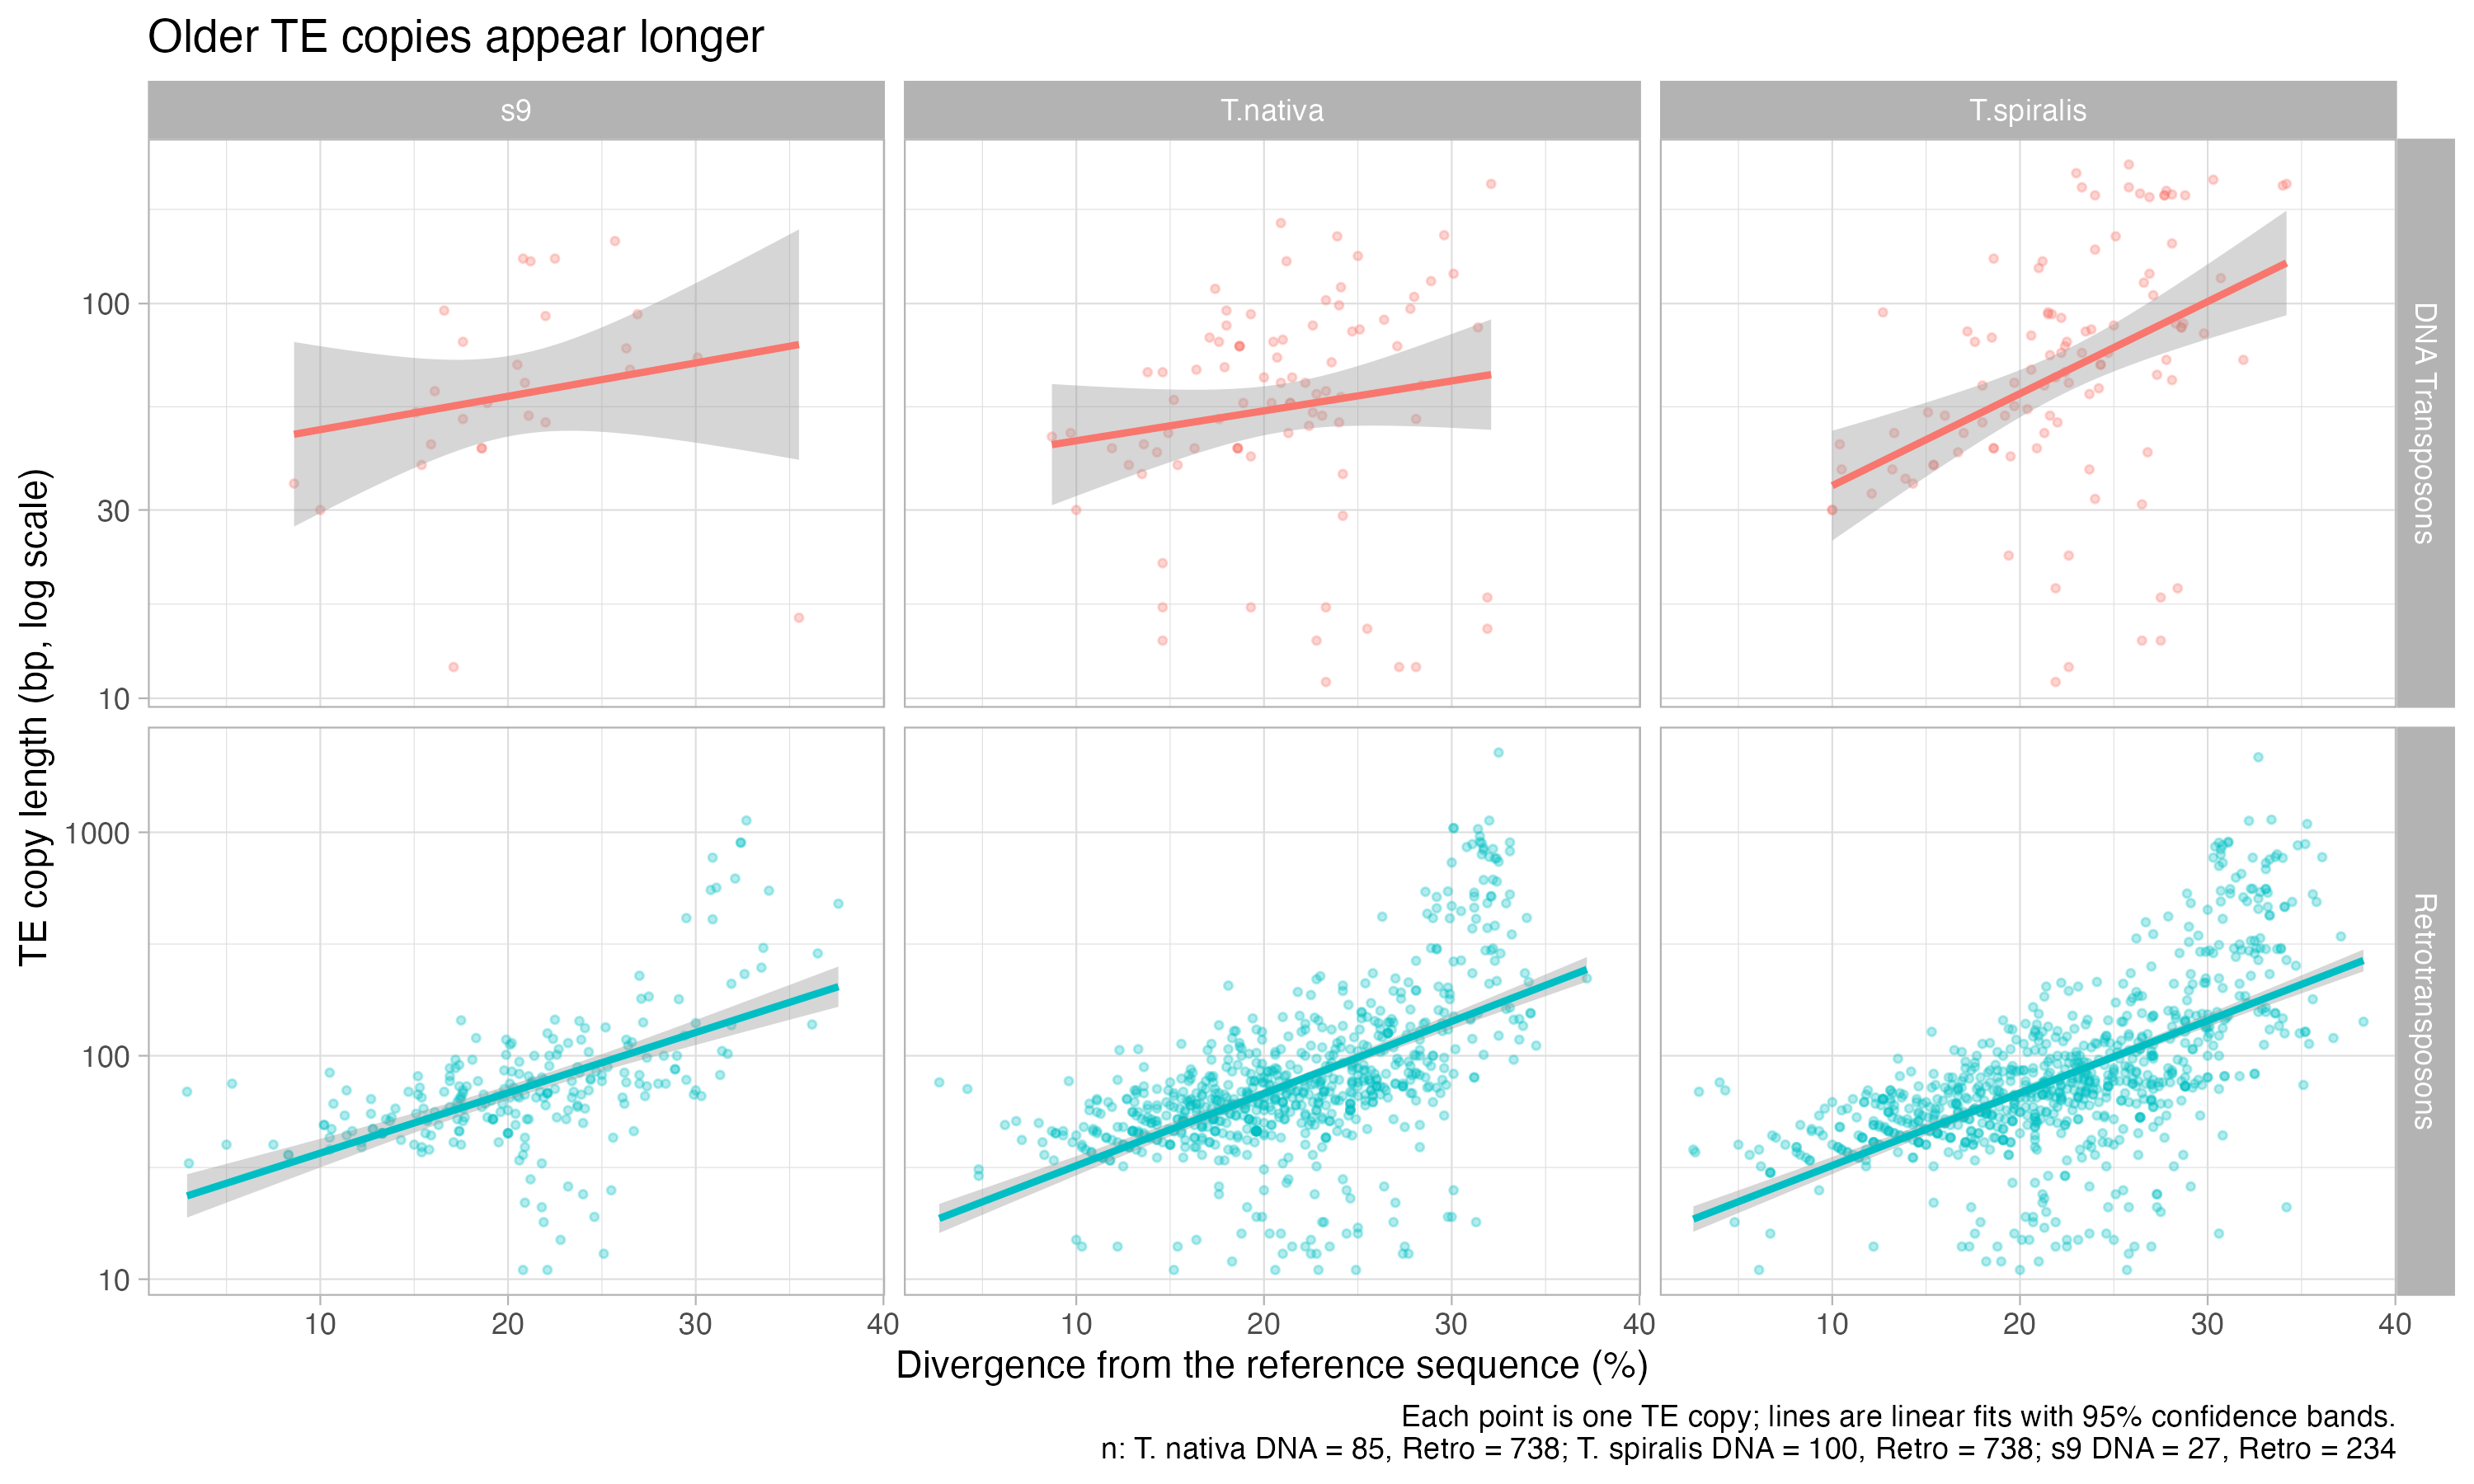 Older TE copies appear longer
s9
T.nativa
T.spiralis
TE copy length (bp, log scale)
100
30
10
DNA Transposons
1000
100
10
Retrotransposons
10 20 30 40
10 20 30 40
10 20 30 40
Divergence from the reference sequence (%)
Each point is one TE copy; lines are linear fits with 95% confidence bands.
n: T. nativa DNA = 85, Retro = 738; T. spiralis DNA = 100, Retro = 738; s9 DNA = 27, Retro = 234